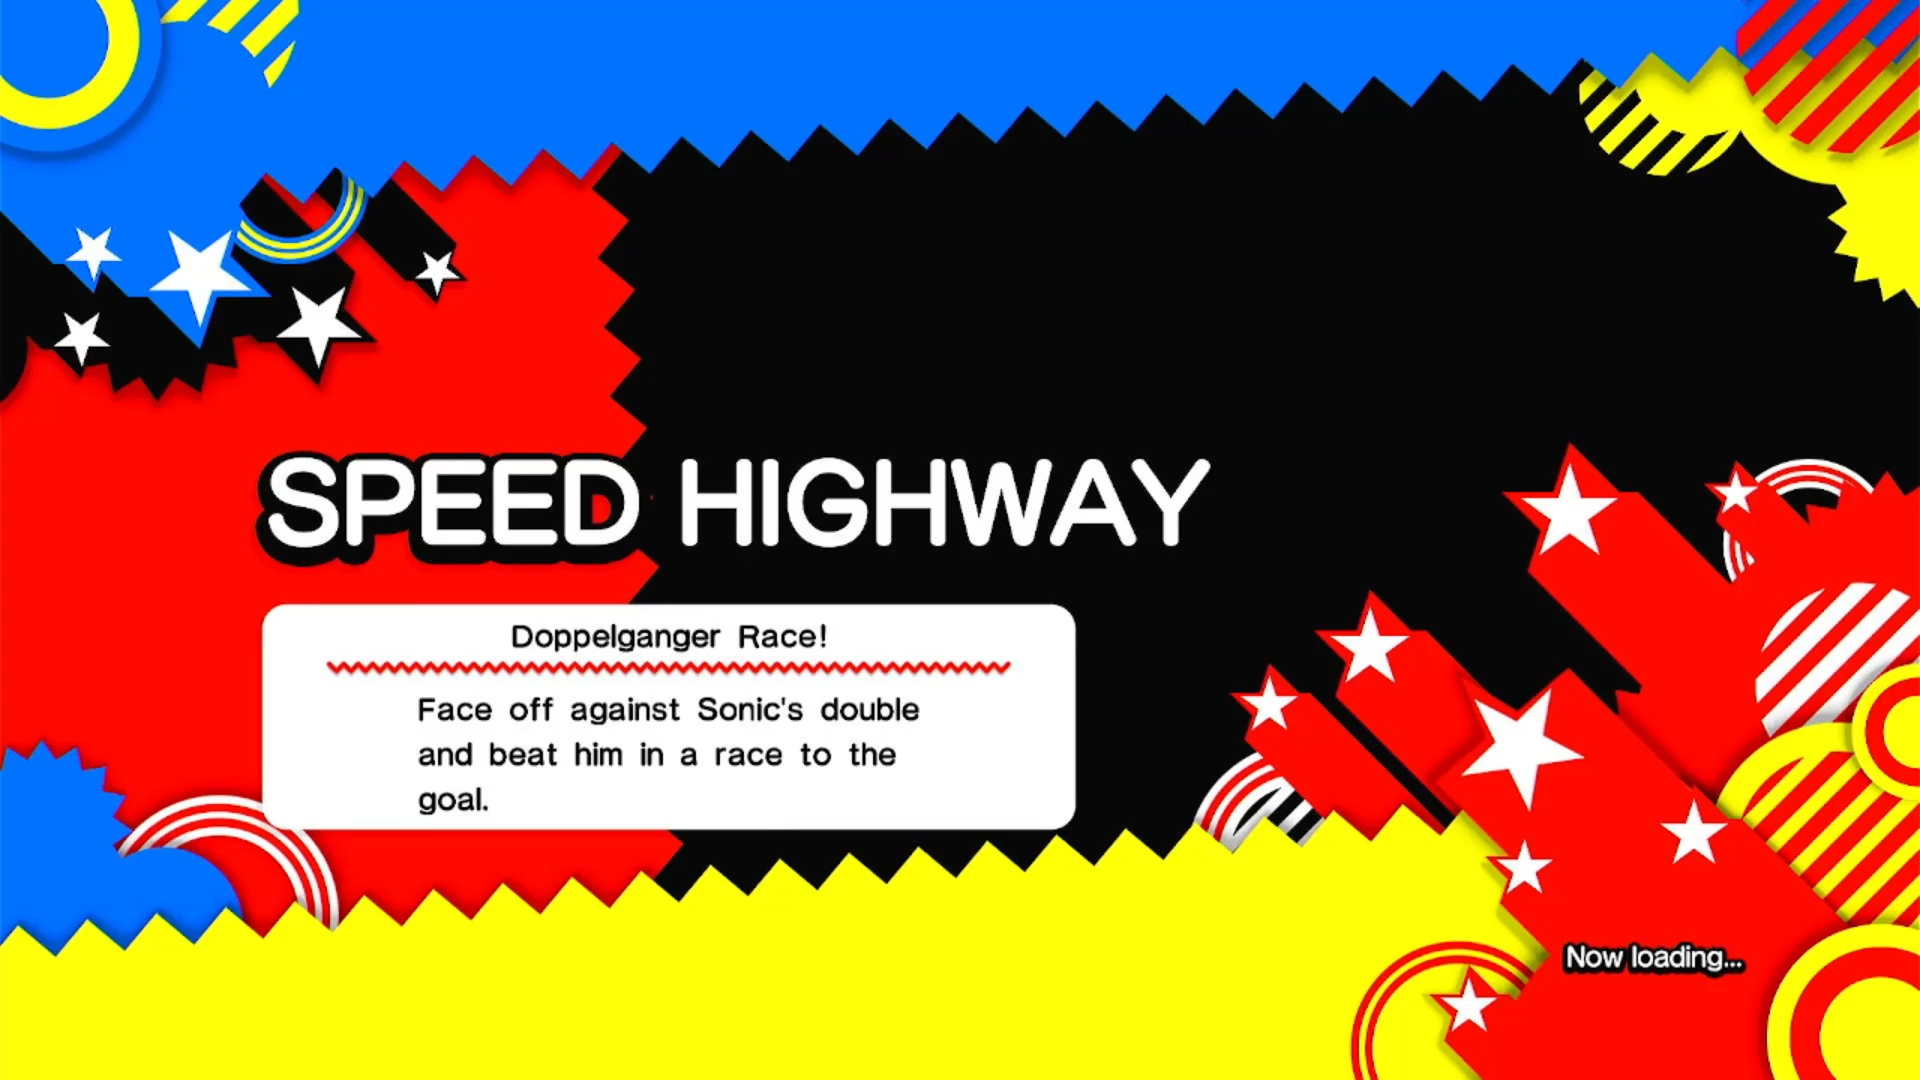 SPEED HIGHWAY
Doppelganger Race!
Face off against Sonic's double
and beat him in a race to the
goal.
Now loading...